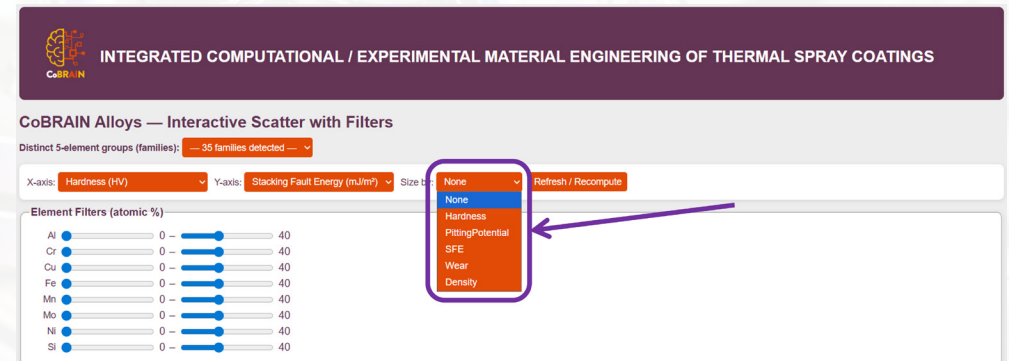 CoBRAIN
INTEGRATED COMPUTATIONAL / EXPERIMENTAL MATERIAL ENGINEERING OF THERMAL SPRAY COATINGS
CoBRAIN Alloys — Interactive Scatter with Filters
Distinct 5-element groups (families): — 35 families detected —
X-axis: Hardness (HV) Y-axis: Stacking Fault Energy (mJ/m²) Size by: None Refresh / Recompute
None
Hardness
PittingPotential
SFE
Wear
Density
Element Filters (atomic %)
Al 0 – 40
Cr 0 – 40
Cu 0 – 40
Fe 0 – 40
Mn 0 – 40
Mo 0 – 40
Ni 0 – 40
Si 0 – 40